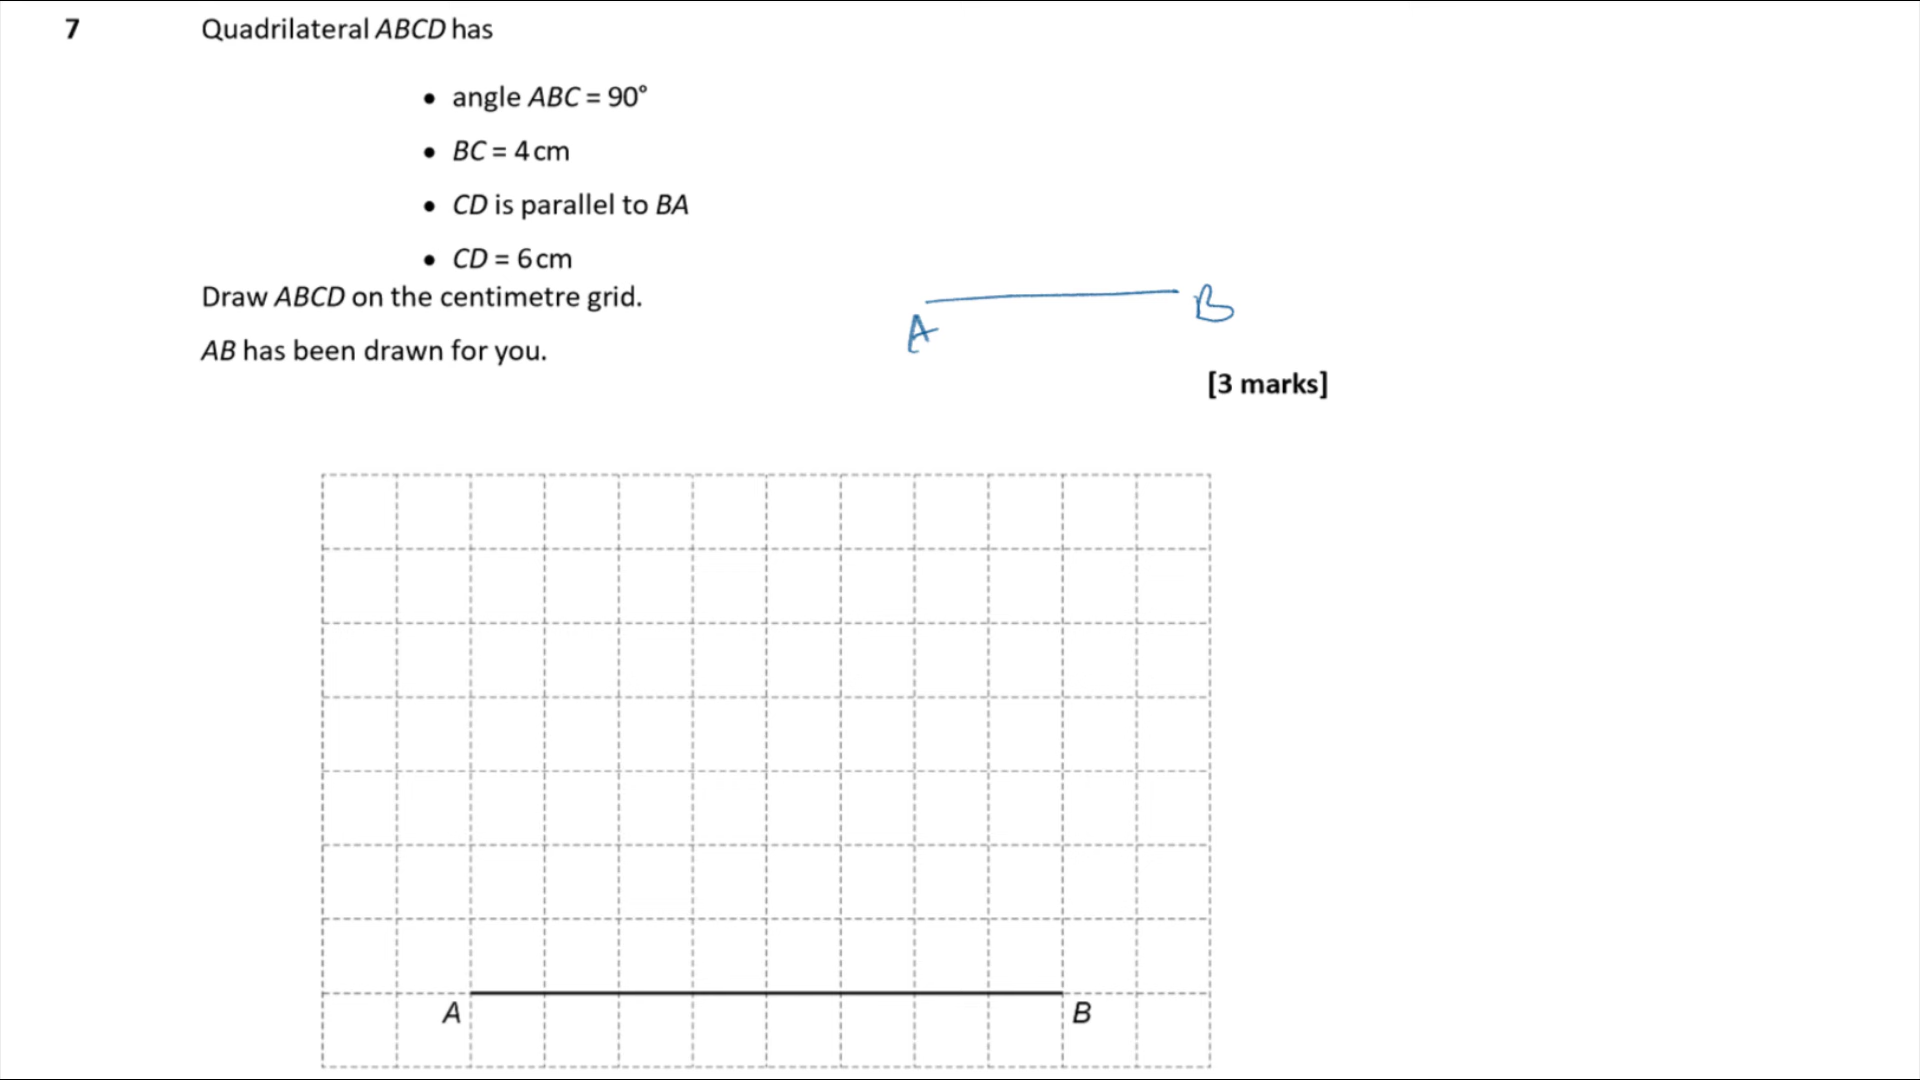 7 Quadrilateral ABCD has
• angle ABC = 90°
• BC = 4 cm
• CD is parallel to BA
• CD = 6 cm
Draw ABCD on the centimetre grid.
A B
AB has been drawn for you.
[3 marks]
A B